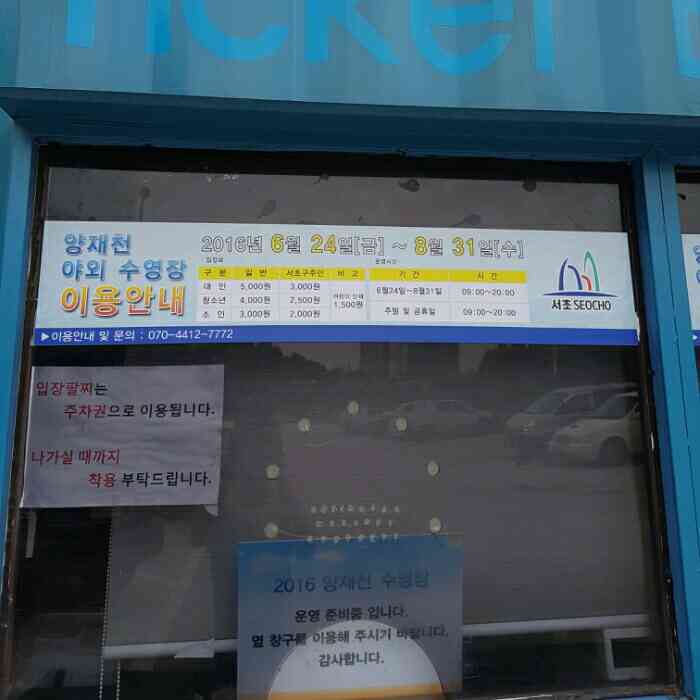 TICKET
양재천
야외 수영장
이용안내
2016년 6월 24일[금] ~ 8월 31일[수]
입장료
구 분 일 반 서초구주민 비 고
대 인 5,000원 3,000원
청소년 4,000원 2,500원 1,500원
소 인 3,000원 2,000원
운영시간
기 간 시 간
6월24일~8월31일 09:00~20:00
주말 및 공휴일 09:00~20:00
서초 SEOCHO
▶이용안내 및 문의 : 070-4412-7772
입장팔찌는
주차권으로 이용됩니다.
나가실 때까지
착용 부탁드립니다.
2016 양재천 수영장
운영 준비중 입니다.
옆 창구를 이용해 주시기 바랍니다.
감사합니다.